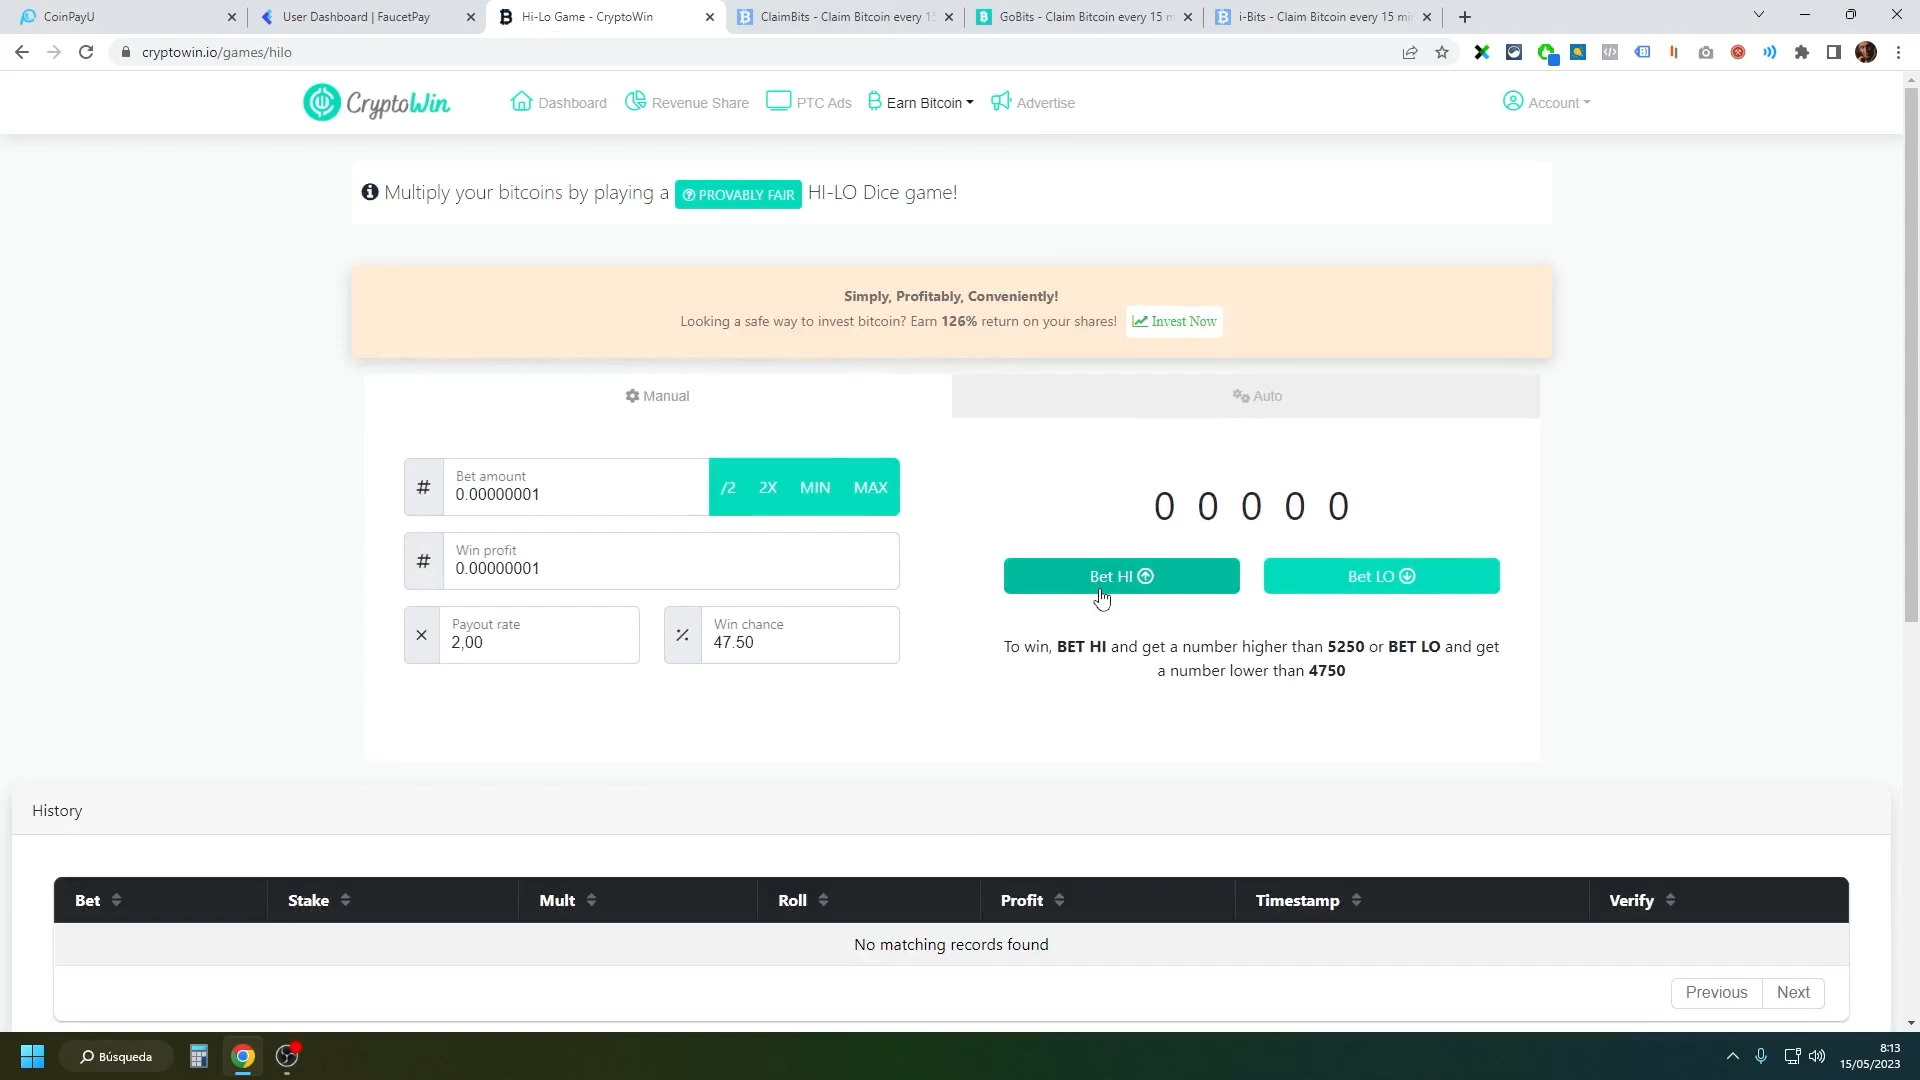 CoinPayU
User Dashboard | FaucetPay
Hi-Lo Game - CryptoWin
ClaimBits - Claim Bitcoin every 15
GoBits - Claim Bitcoin every 15 m
i-Bits - Claim Bitcoin every 15 min
cryptowin.io/games/hilo
CryptoWin
Dashboard
Revenue Share
PTC Ads
Earn Bitcoin
Advertise
Account
Multiply your bitcoins by playing a PROVABLY FAIR HI-LO Dice game!
Simply, Profitably, Conveniently!
Looking a safe way to invest bitcoin? Earn 126% return on your shares! Invest Now
Manual
Auto
# Bet amount
0.00000001
/2 2X MIN MAX
# Win profit
0.00000001
× Payout rate
2,00
% Win chance
47.50
0 0 0 0 0
Bet HI
Bet LO
To win, BET HI and get a number higher than 5250 or BET LO and get
a number lower than 4750
History
Bet Stake Mult Roll Profit Timestamp Verify
No matching records found
Previous Next
Búsqueda
8:13
15/05/2023